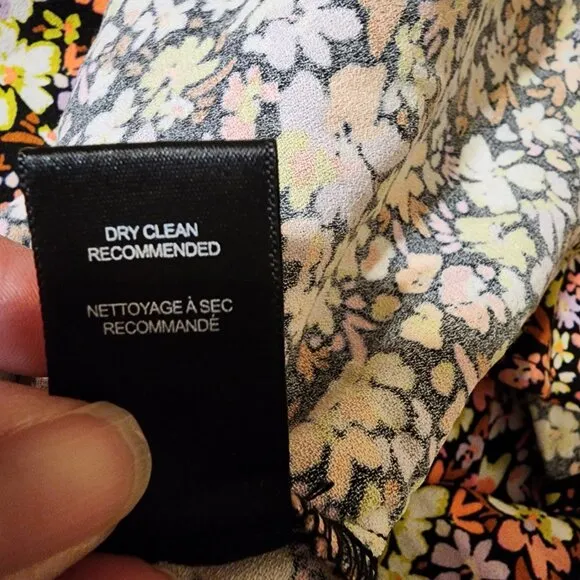 DRY CLEAN
RECOMMENDED
NETTOYAGE À SEC
RECOMMANDÉ